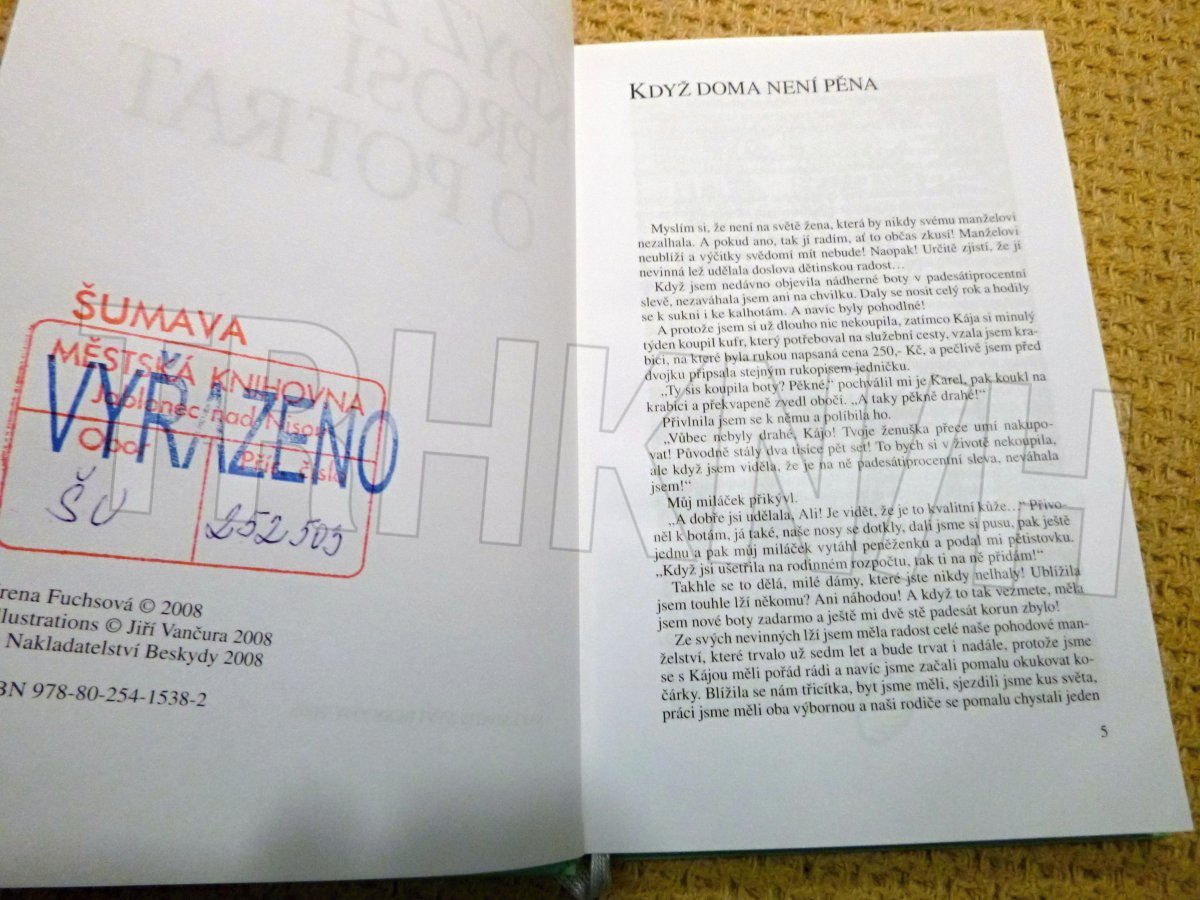 ŠUMAVA
MĚSTSKÁ KNIHOVNA
Jablonec nad Nisou
VYŘAZENO
Obor
Přír. číslo
ŠU
252 505
rena Fuchsová © 2008
llustrations © Jiří Vančura 2008
Nakladatelství Beskydy 2008
BN 978-80-254-1538-2
KDYŽ DOMA NENÍ PĚNA
Myslím si, že není na světě žena, která by nikdy svému manželovi
nezalhala. A pokud ano, tak jí radím, ať to občas zkusí! Manželovi
neublíží a výčitky svědomí mít nebude! Naopak! Určitě zjistí, že jí
nevinná lež udělala doslova dětinskou radost…
Když jsem nedávno objevila nádherné boty v padesátiprocentní
slevě, nezaváhala jsem ani na chvilku. Daly se nosit celý rok a hodily
se k sukni i ke kalhotám. A navíc byly pohodlné!
A protože jsem si už dlouho nic nekoupila, zatímco Kája si minulý
týden koupil kufr, který potřeboval na služební cesty, vzala jsem kra-
bici, na které byla rukou napsaná cena 250,- Kč, a pečlivě jsem před
dvojku připsala stejným rukopisem jedničku.
„Ty sis koupila boty? Pěkné,“ pochválil mi je Karel, pak koukl na
krabici a překvapeně zvedl obočí. „A taky pěkně drahé!“
Přivlnila jsem se k němu a políbila ho.
„Vůbec nebyly drahé, Kájo! Tvoje ženuška přece umí nakupo-
vat! Původně stály dva tisíce pět set! To bych si v životě nekoupila,
ale když jsem viděla, že je na ně padesátiprocentní sleva, neváhala
jsem!“
Můj miláček přikývl.
„A dobře jsi udělala, Ali! Je vidět, že je to kvalitní kůže…“ Přivo-
něl k botám, já také, naše nosy se dotkly, dali jsme si pusu, pak ještě
jednu a pak můj miláček vytáhl peněženku a podal mi pětistovku.
„Když jsi ušetřila na rodinném rozpočtu, tak ti na ně přidám!“
Takhle se to dělá, milé dámy, které jste nikdy nelhaly! Ublížila
jsem touhle lží někomu? Ani náhodou! A když to tak vezmete, měla
jsem nové boty zadarmo a ještě mi dvě stě padesát korun zbylo!
Ze svých nevinných lží jsem měla radost celé naše pohodové man-
želství, které trvalo už sedm let a bude trvat i nadále, protože jsme
se s Kájou měli pořád rádi a navíc jsme začali pomalu okukovat ko-
čárky. Blížila se nám třicítka, byt jsme měli, sjezdili jsme kus světa,
práci jsme měli oba výbornou a naši rodiče se pomalu chystali jeden
5
TRHKNIH